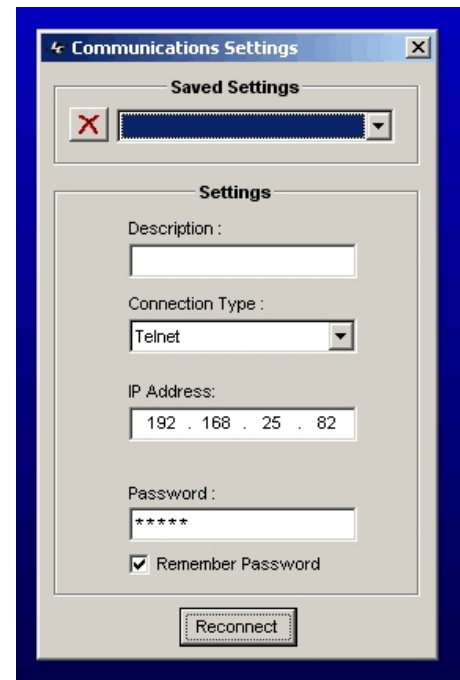 Communications Settings
Saved Settings
Settings
Description :
Connection Type :
Telnet
IP Address:
192 . 168 . 25 . 82
Password :
*****
Remember Password
Reconnect